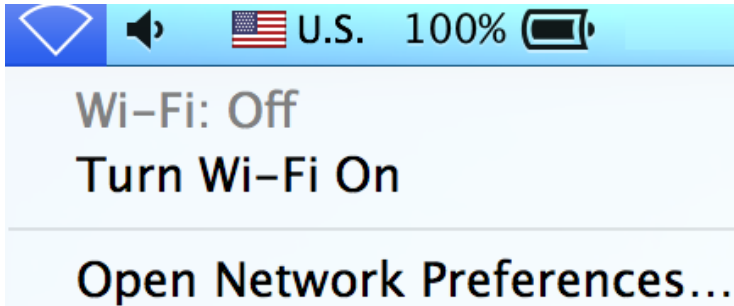 U.S. 100%
Wi-Fi: Off
Turn Wi-Fi On
Open Network Preferences...